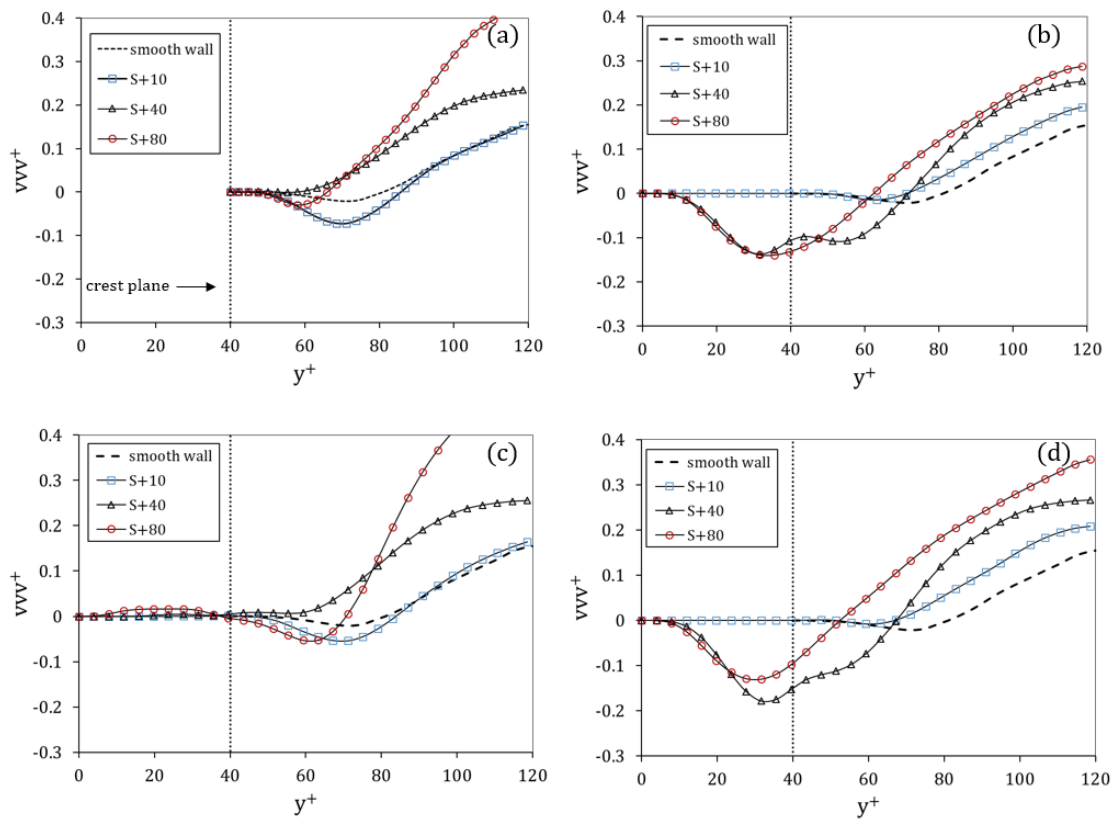 (a)
vvv+
0.4
0.3
0.2
0.1
0
-0.1
-0.2
-0.3
smooth wall
S+10
S+40
S+80
crest plane
0 20 40 60 80 100 120
y+
(b)
vvv+
0.4
0.3
0.2
0.1
0
-0.1
-0.2
-0.3
smooth wall
S+10
S+40
S+80
0 20 40 60 80 100 120
y+
(c)
vvv+
0.4
0.3
0.2
0.1
0
-0.1
-0.2
-0.3
smooth wall
S+10
S+40
S+80
0 20 40 60 80 100 120
y+
(d)
vvv+
0.4
0.3
0.2
0.1
0
-0.1
-0.2
-0.3
smooth wall
S+10
S+40
S+80
0 20 40 60 80 100 120
y+